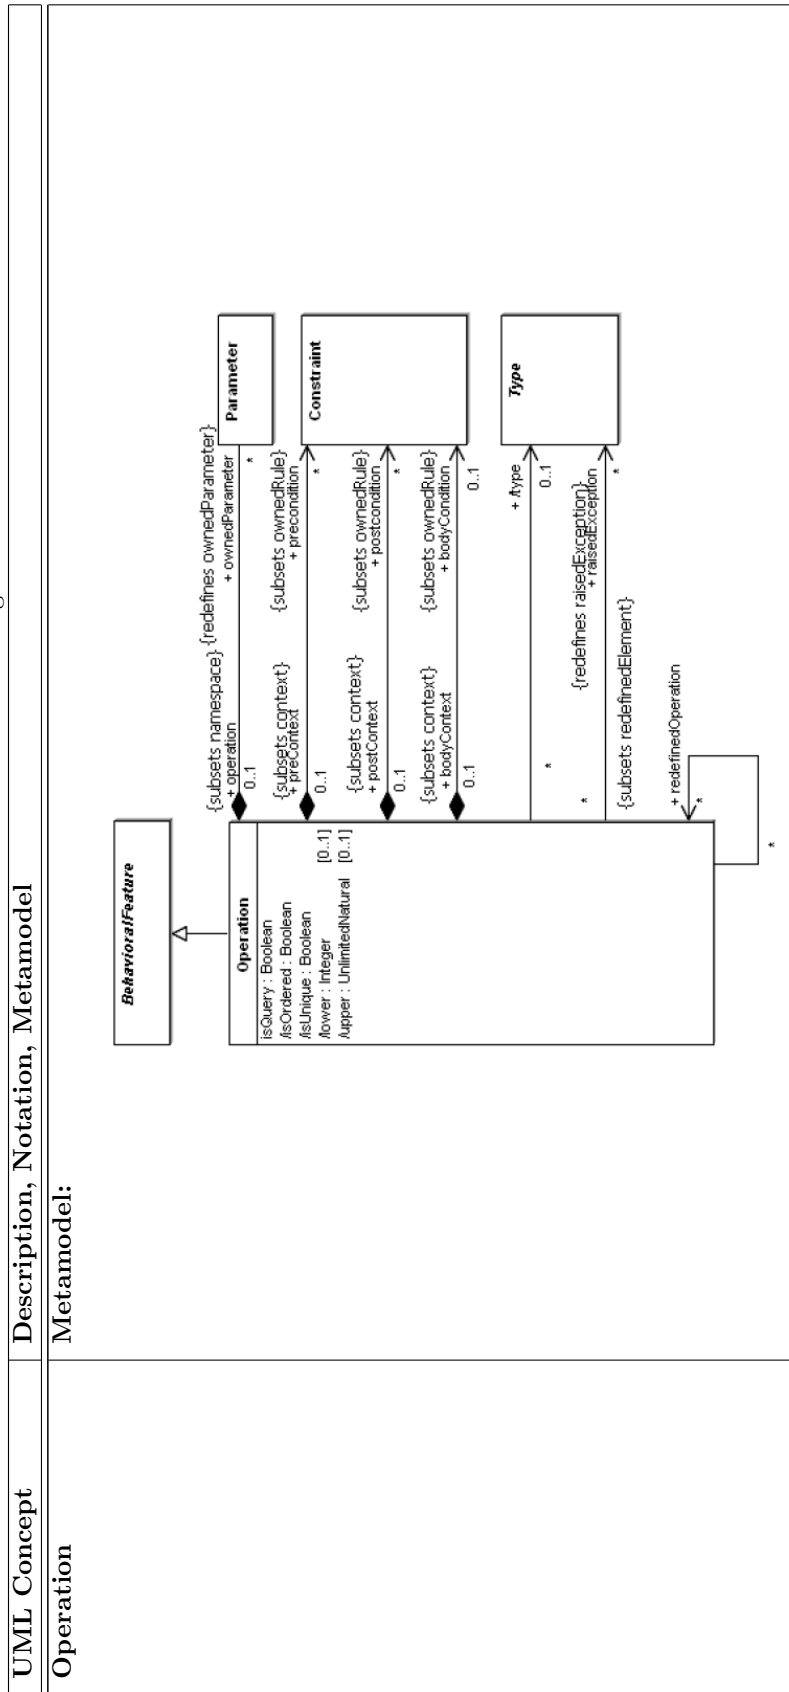 UML Concept
Description, Notation, Metamodel
Operation
Metamodel:
BehavioralFeature
Operation
isQuery : Boolean
/isOrdered : Boolean
/isUnique : Boolean
/lower : Integer [0..1]
/upper : UnlimitedNatural [0..1]
{subsets namespace} {redefines ownedParameter}
+ operation
+ ownedParameter
0..1
*
Parameter
{subsets context}
{subsets ownedRule}
+ preContext
+ precondition
0..1
*
Constraint
{subsets context}
{subsets ownedRule}
+ postContext
+ postcondition
0..1
*
{subsets context}
{subsets ownedRule}
+ bodyContext
+ bodyCondition
0..1
0..1
+ /type
*
0..1
Type
{redefines raisedException}
+ raisedException
*
*
{subsets redefinedElement}
+ redefinedOperation
*
*